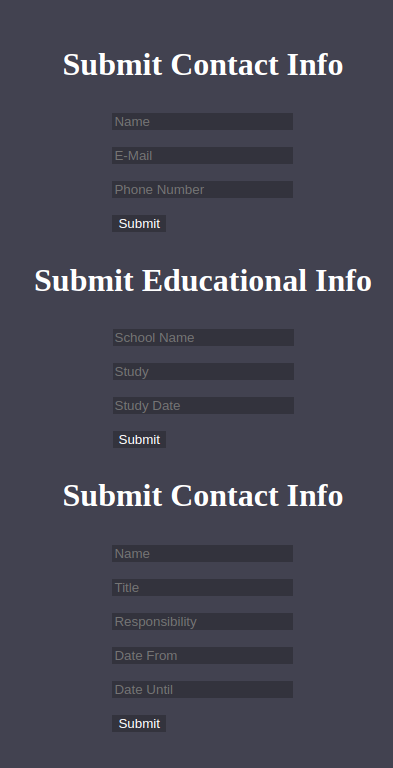 Submit Contact Info
Name
E-Mail
Phone Number
Submit
Submit Educational Info
School Name
Study
Study Date
Submit
Submit Contact Info
Name
Title
Responsibility
Date From
Date Until
Submit